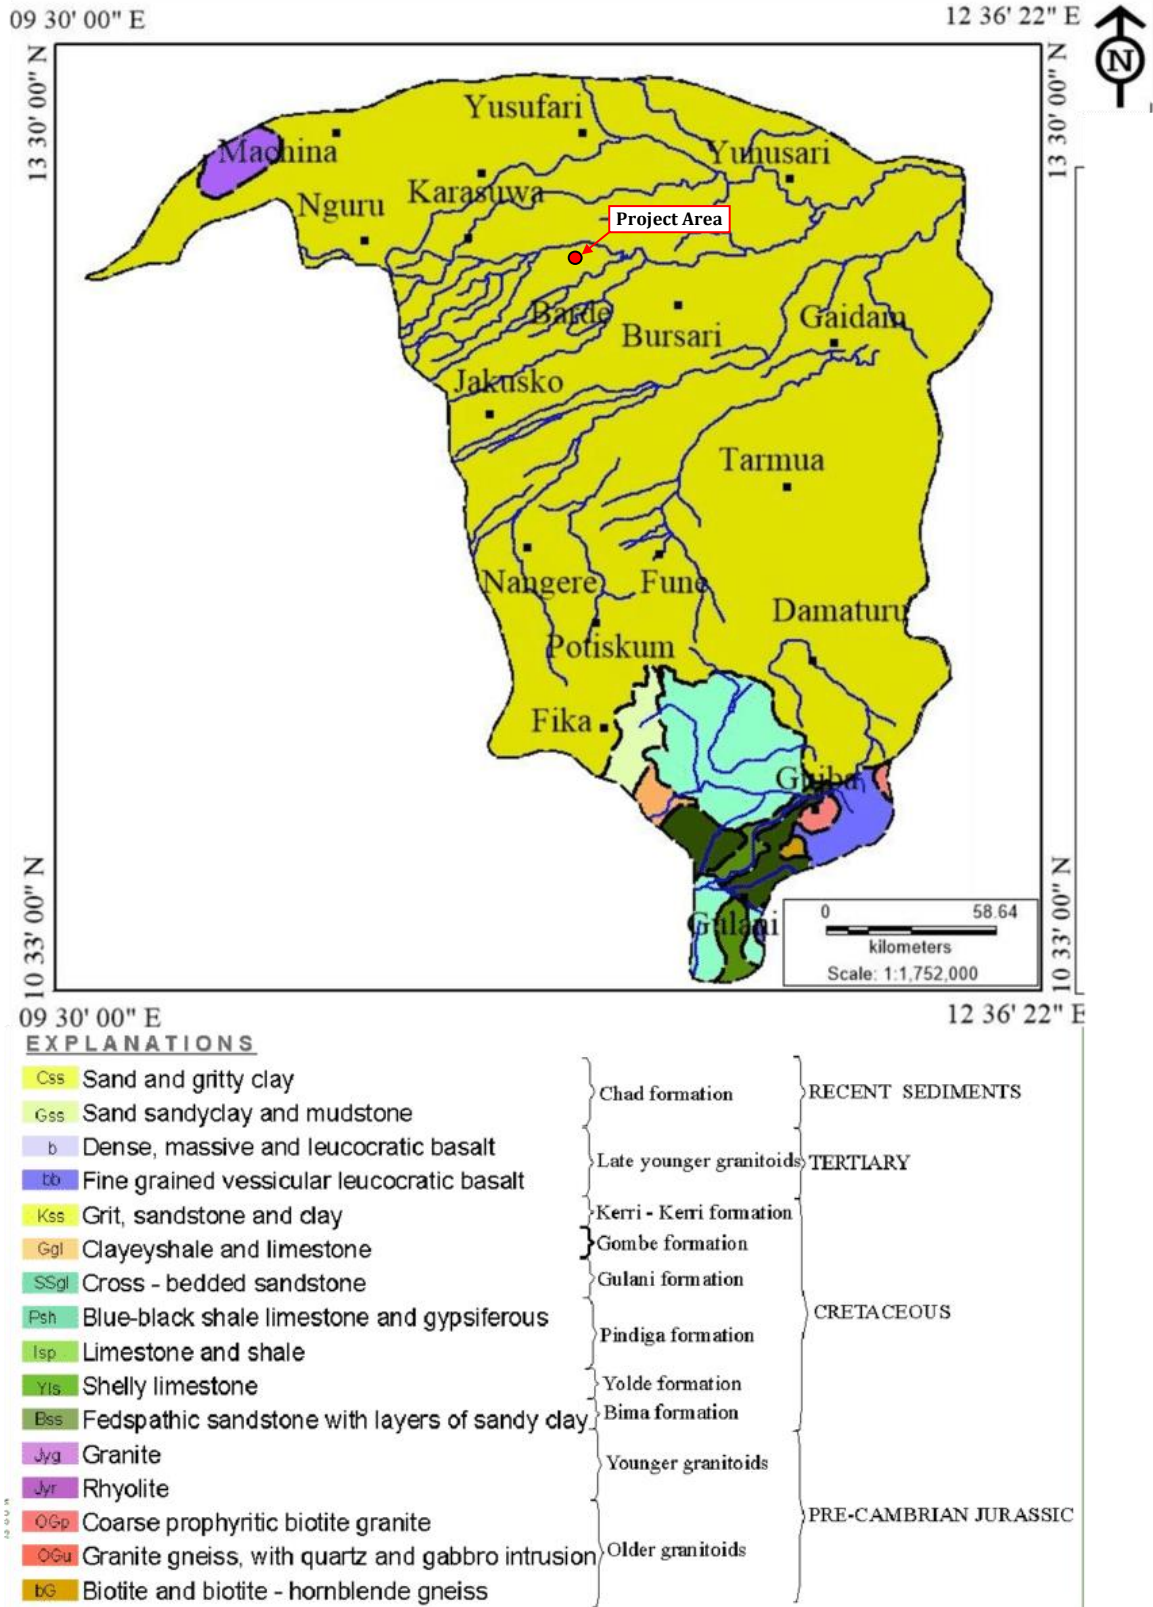 09 30' 00" E
12 36' 22" E
N
13 30' 00" N
13 30' 00" N
Yusufari
Machina
Yunusari
Karasuwa
Nguru
Project Area
Barde
Bursari
Gaidam
Jakusko
Tarmua
Nangere
Fune
Damaturu
Potiskum
Fika
Gujba
Gulani
10 33' 00" N
10 33' 00" N
0 58.64
kilometers
Scale: 1:1,752,000
09 30' 00" E
12 36' 22" E
EXPLANATIONS
Css Sand and gritty clay
Gss Sand sandyclay and mudstone
Chad formation
RECENT SEDIMENTS
b Dense, massive and leucocratic basalt
bb Fine grained vessicular leucocratic basalt
Late younger granitoids
TERTIARY
Kss Grit, sandstone and clay
Kerri - Kerri formation
Ggl Clayeyshale and limestone
Gombe formation
SSgl Cross - bedded sandstone
Gulani formation
Psh Blue-black shale limestone and gypsiferous
lsp Limestone and shale
Pindiga formation
CRETACEOUS
Yls Shelly limestone
Yolde formation
Bss Fedspathic sandstone with layers of sandy clay
Bima formation
Jyg Granite
Jyr Rhyolite
Younger granitoids
OGp Coarse prophyritic biotite granite
OGu Granite gneiss, with quartz and gabbro intrusion
bG Biotite and biotite - hornblende gneiss
Older granitoids
PRE-CAMBRIAN JURASSIC